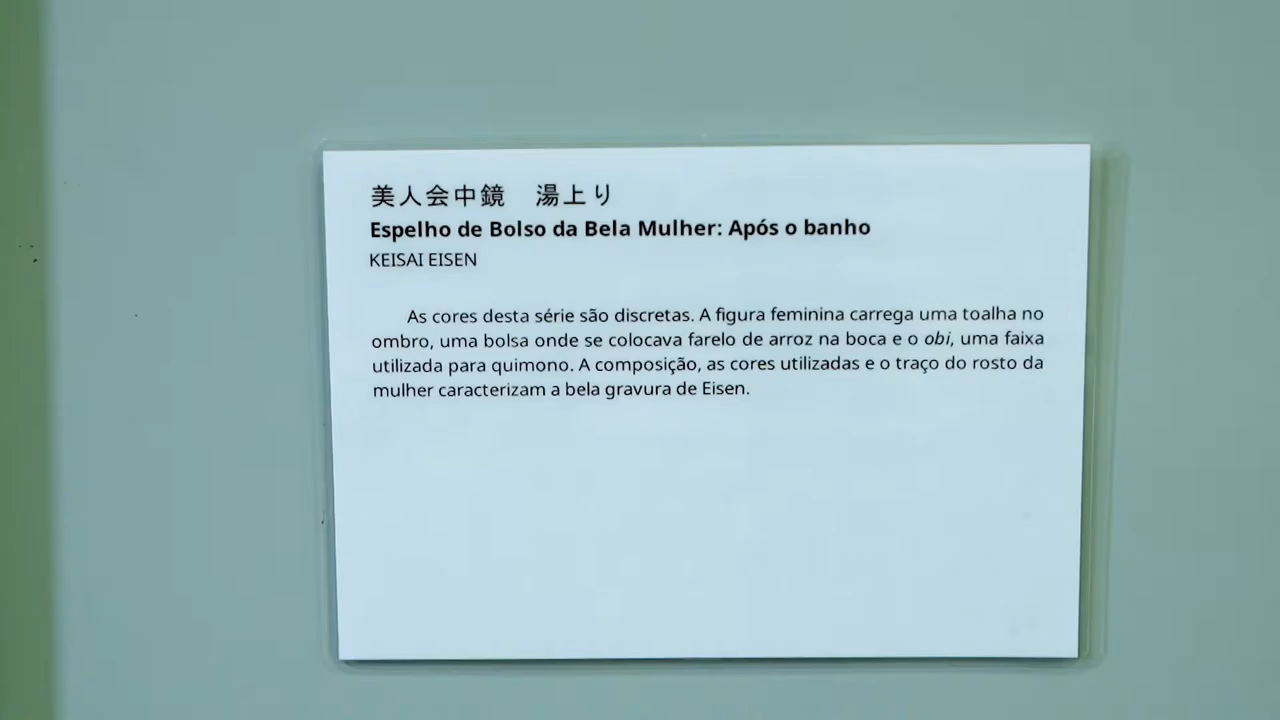 美人会中鏡　湯上り
Espelho de Bolso da Bela Mulher: Após o banho
KEISAI EISEN
As cores desta série são discretas. A figura feminina carrega uma toalha no
ombro, uma bolsa onde se colocava farelo de arroz na boca e o obi, uma faixa
utilizada para quimono. A composição, as cores utilizadas e o traço do rosto da
mulher caracterizam a bela gravura de Eisen.